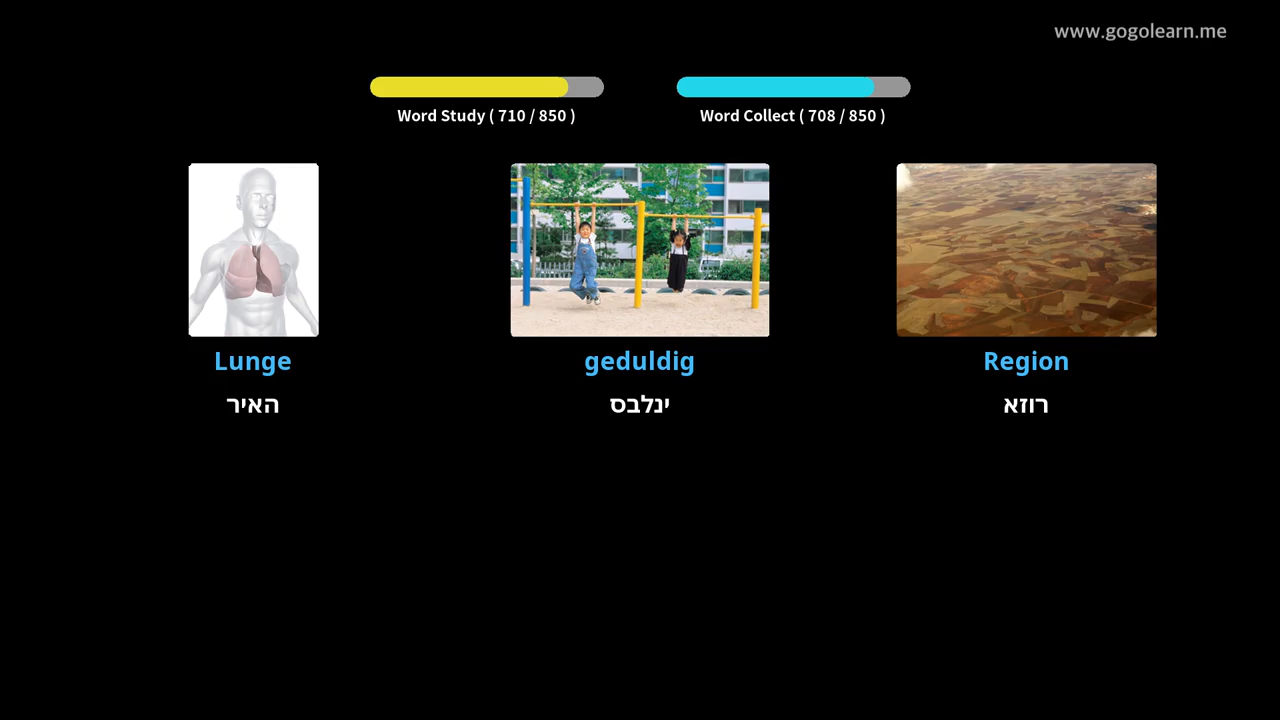 www.gogolearn.me
Word Study ( 710 / 850 )
Word Collect ( 708 / 850 )
Lunge
geduldig
Region
האיר
ינלבס
רוזא